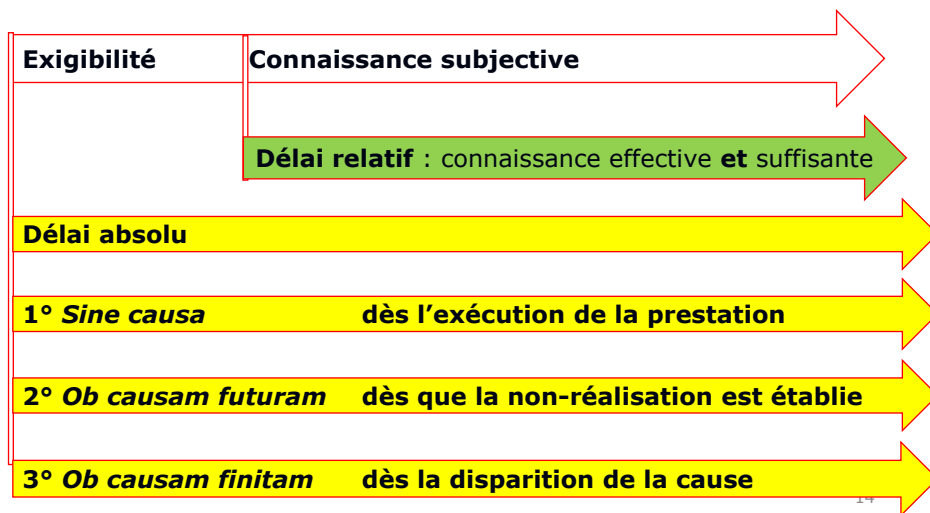 Exigibilité Connaissance subjective
Délai relatif : connaissance effective et suffisante
Délai absolu
1° Sine causa dès l’exécution de la prestation
2° Ob causam futuram dès que la non-réalisation est établie
3° Ob causam finitam dès la disparition de la cause
14